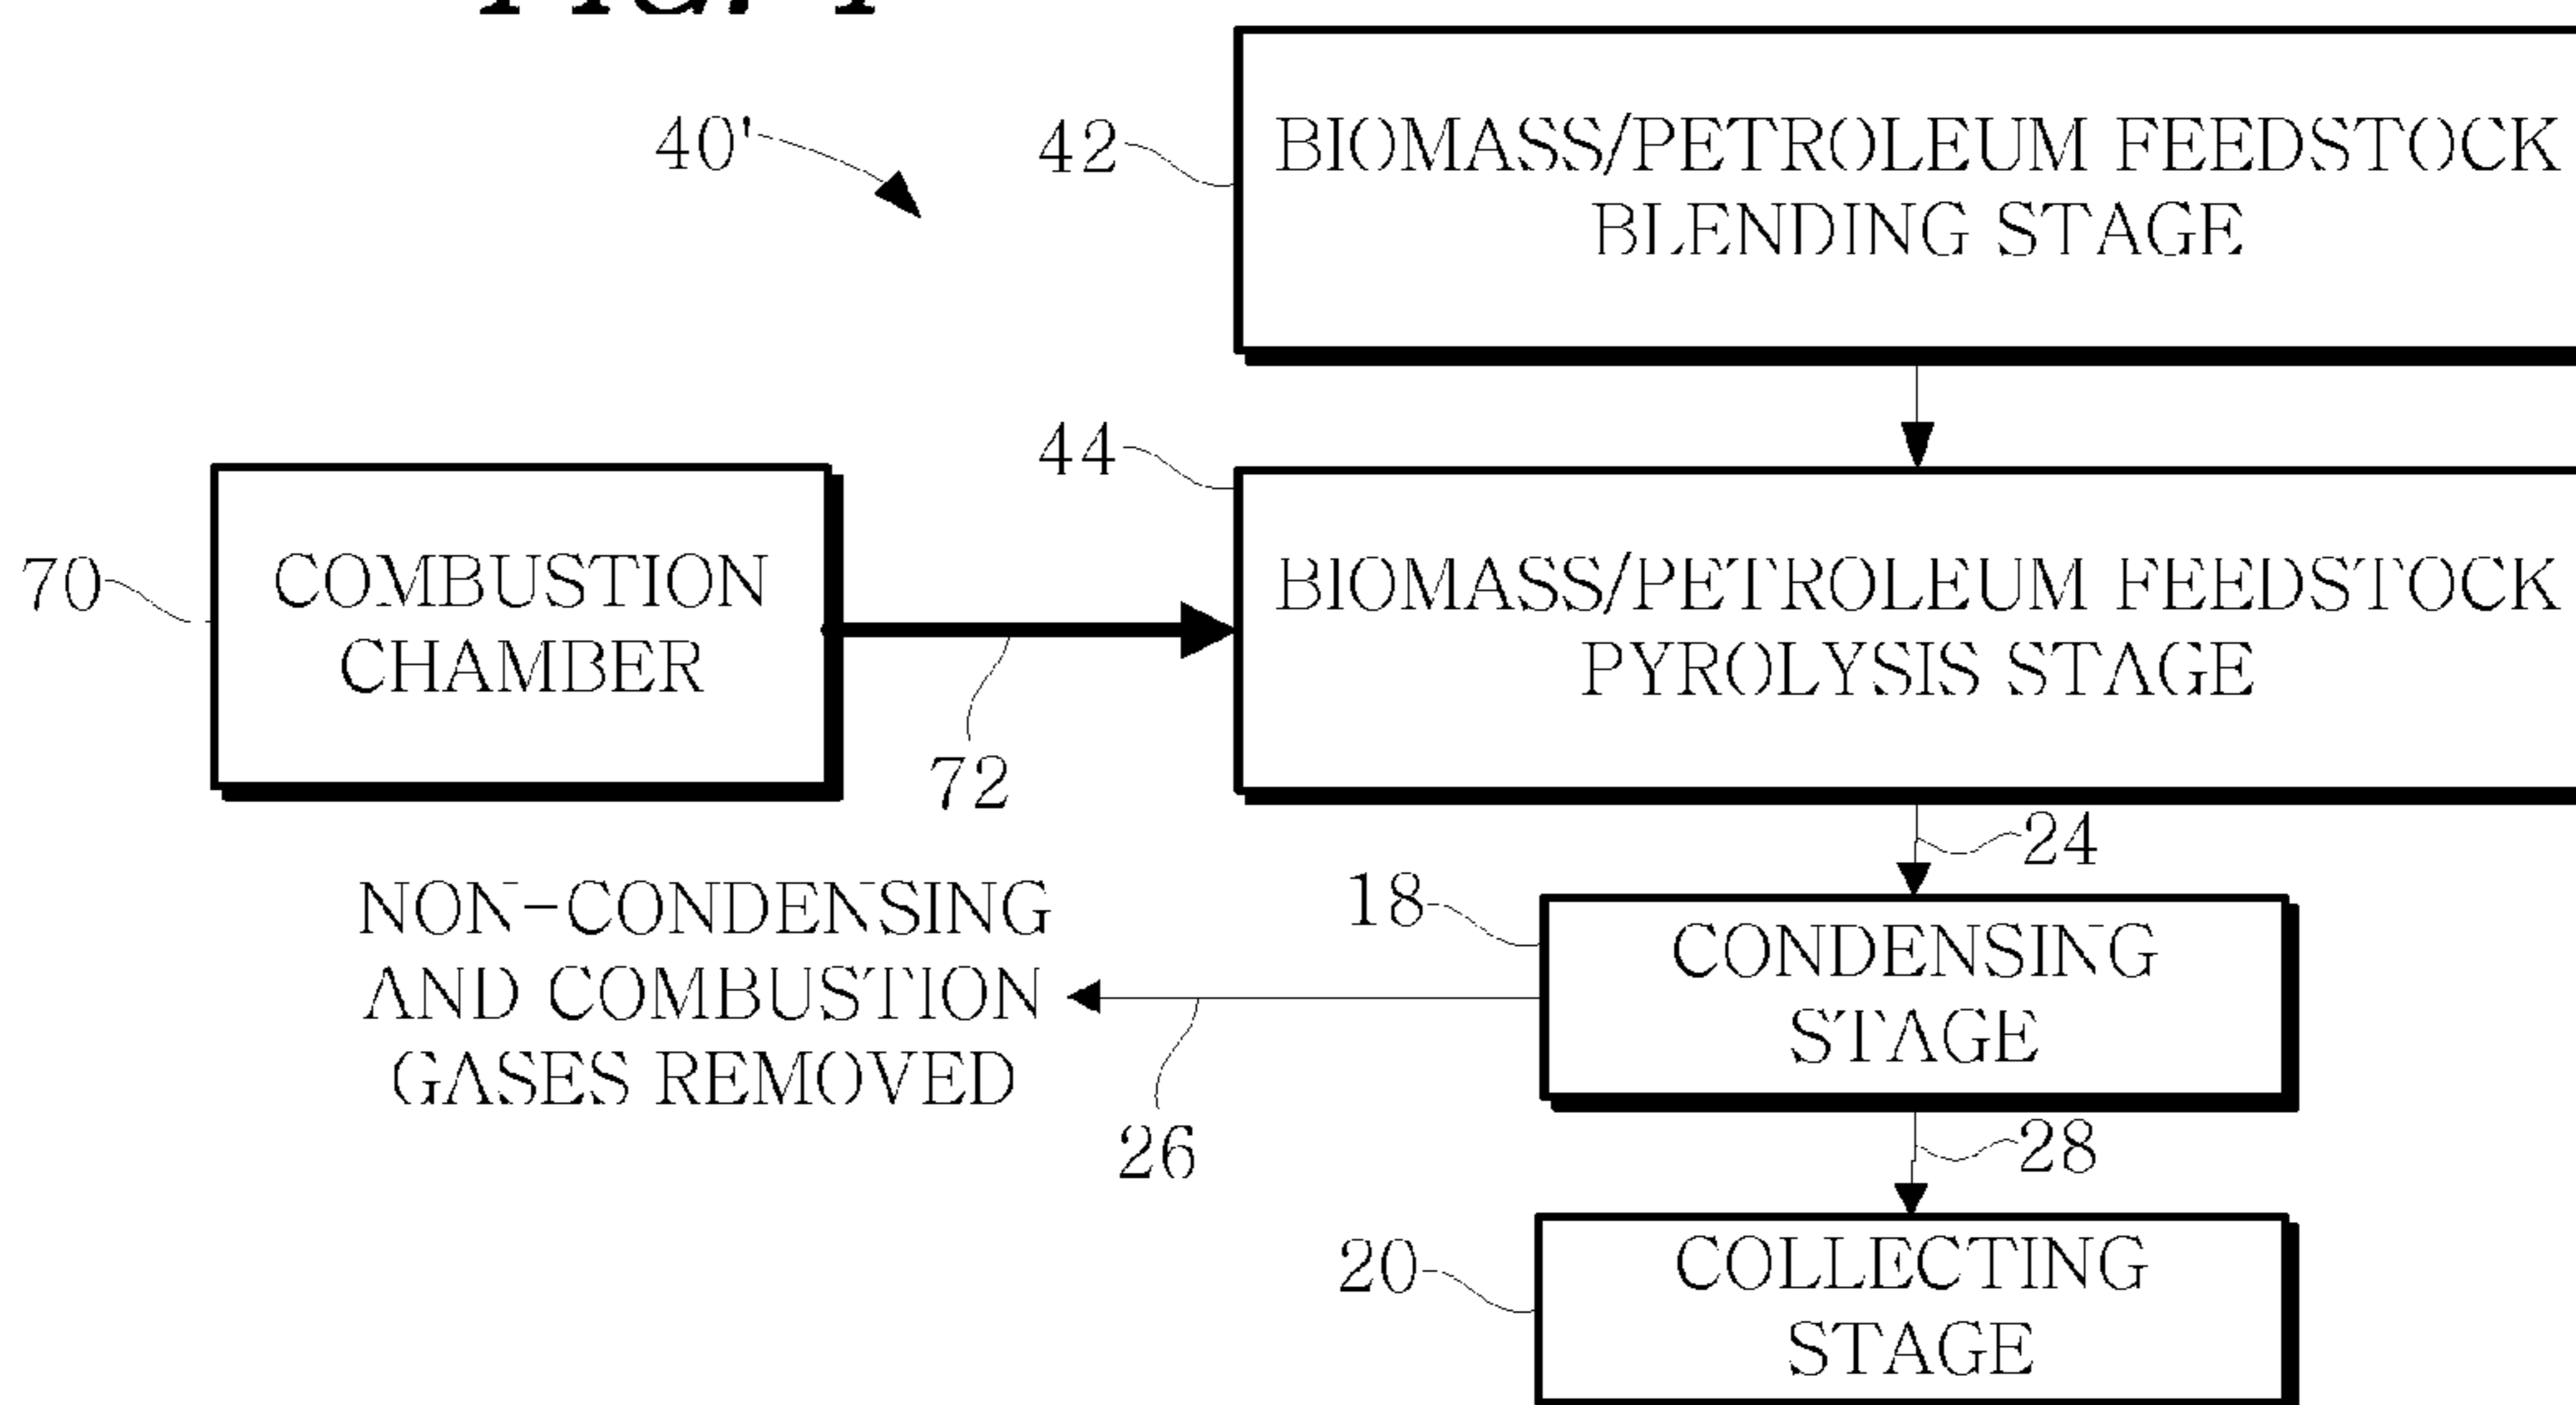 40'
42
BIOMASS/PETROLEUM FEEDSTOCK
BLENDING STAGE
44
70
COMBUSTION
CHAMBER
72
BIOMASS/PETROLEUM FEEDSTOCK
PYROLYSIS STAGE
24
18
CONDENSING
STAGE
NON-CONDENSING
AND COMBUSTION
GASES REMOVED
26
28
20
COLLECTING
STAGE